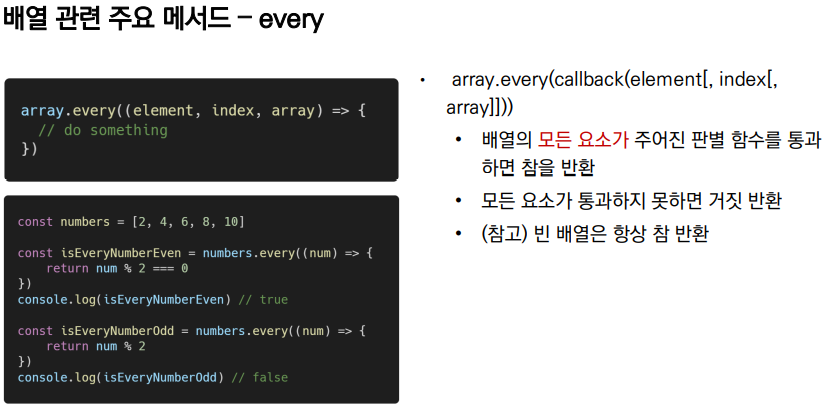 배열 관련 주요 메서드 – every
array.every((element, index, array) => {
  // do something
})
const numbers = [2, 4, 6, 8, 10]
const isEveryNumberEven = numbers.every((num) => {
    return num % 2 === 0
})
console.log(isEveryNumberEven) // true
const isEveryNumberOdd = numbers.every((num) => {
    return num % 2
})
console.log(isEveryNumberOdd) // false
• array.every(callback(element[, index[,
array]]))
• 배열의 모든 요소가 주어진 판별 함수를 통과
하면 참을 반환
• 모든 요소가 통과하지 못하면 거짓 반환
• (참고) 빈 배열은 항상 참 반환